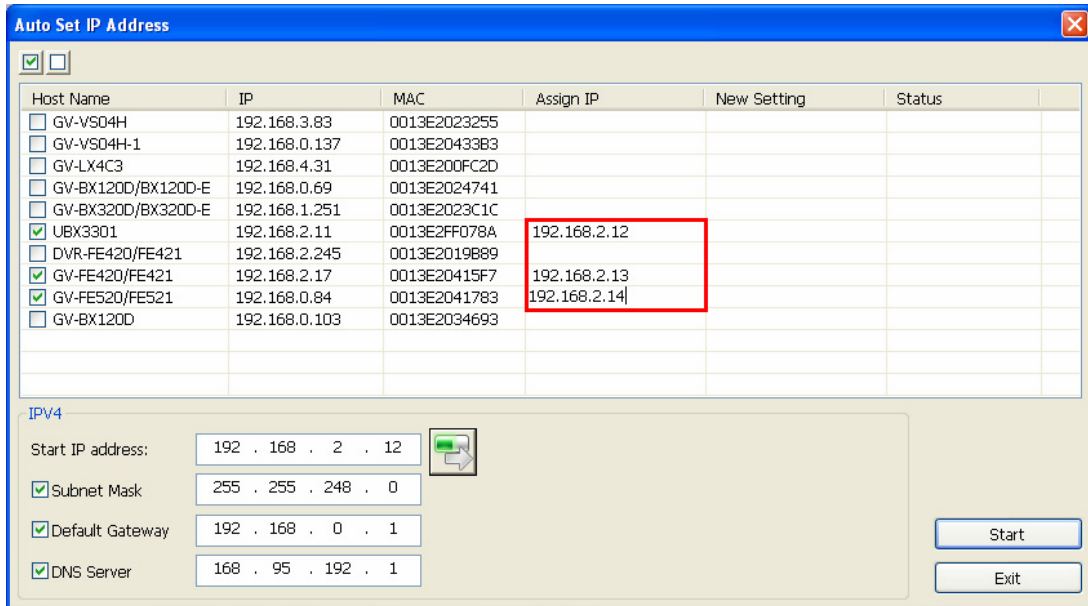 Auto Set IP Address
Host Name IP MAC Assign IP New Setting Status
GV-VS04H 192.168.3.83 0013E2023255
GV-VS04H-1 192.168.0.137 0013E20433B3
GV-LX4C3 192.168.4.31 0013E200FC2D
GV-BX120D/BX120D-E 192.168.0.69 0013E2024741
GV-BX320D/BX320D-E 192.168.1.251 0013E2023C1C
UBX3301 192.168.2.11 0013E2FF078A 192.168.2.12
DVR-FE420/FE421 192.168.2.245 0013E2019B89
GV-FE420/FE421 192.168.2.17 0013E20415F7 192.168.2.13
GV-FE520/FE521 192.168.0.84 0013E2041783 192.168.2.14
GV-BX120D 192.168.0.103 0013E2034693
IPV4
Start IP address: 192 . 168 . 2 . 12
Subnet Mask 255 . 255 . 248 . 0
Default Gateway 192 . 168 . 0 . 1
Start
DNS Server 168 . 95 . 192 . 1
Exit